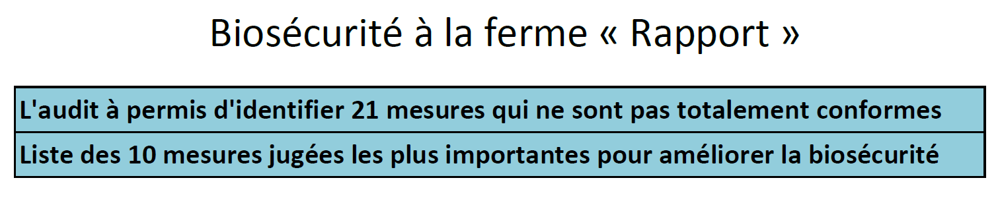 Biosécurité à la ferme « Rapport »
L'audit à permis d'identifier 21 mesures qui ne sont pas totalement conformes
Liste des 10 mesures jugées les plus importantes pour améliorer la biosécurité